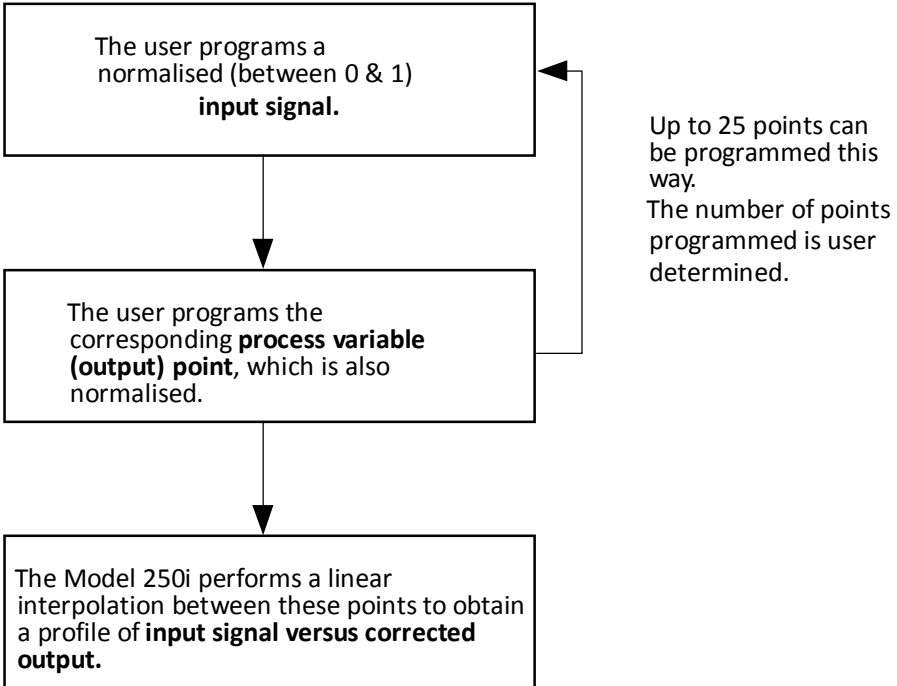 The user programs a
normalised (between 0 & 1)
input signal.
Up to 25 points can
be programmed this
way.
The number of points
programmed is user
determined.
The user programs the
corresponding process variable
(output) point, which is also
normalised.
The Model 250i performs a linear
interpolation between these points to obtain
a profile of input signal versus corrected
output.